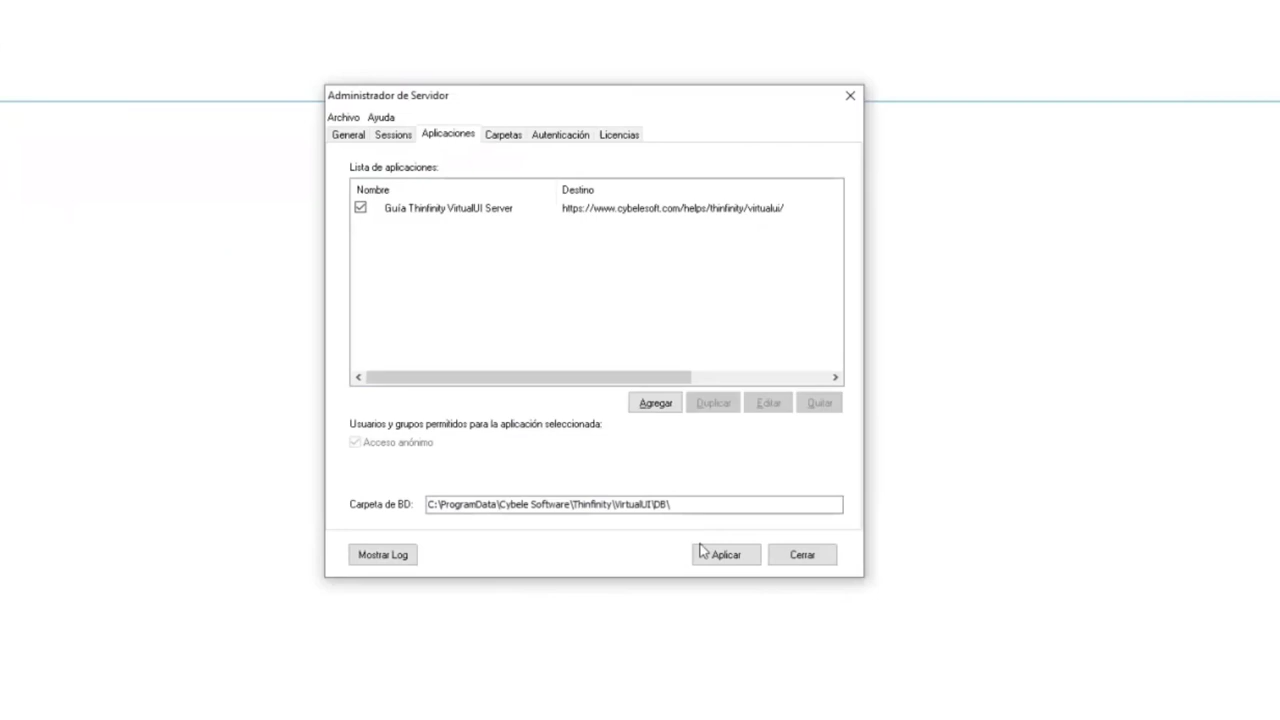 Administrador de Servidor
Archivo Ayuda
General Sessions Aplicaciones Carpetas Autenticación Licencias
Lista de aplicaciones:
Nombre Destino
Guía Thinfinity VirtualUI Server https://www.cybelesoft.com/helps/thinfinity/virtualui/
Agregar Duplicar Editar Quitar
Usuarios y grupos permitidos para la aplicación seleccionada:
Acceso anónimo
Carpeta de BD: C:\ProgramData\Cybele Software\Thinfinity\VirtualUI\DB\
Mostrar Log Aplicar Cerrar